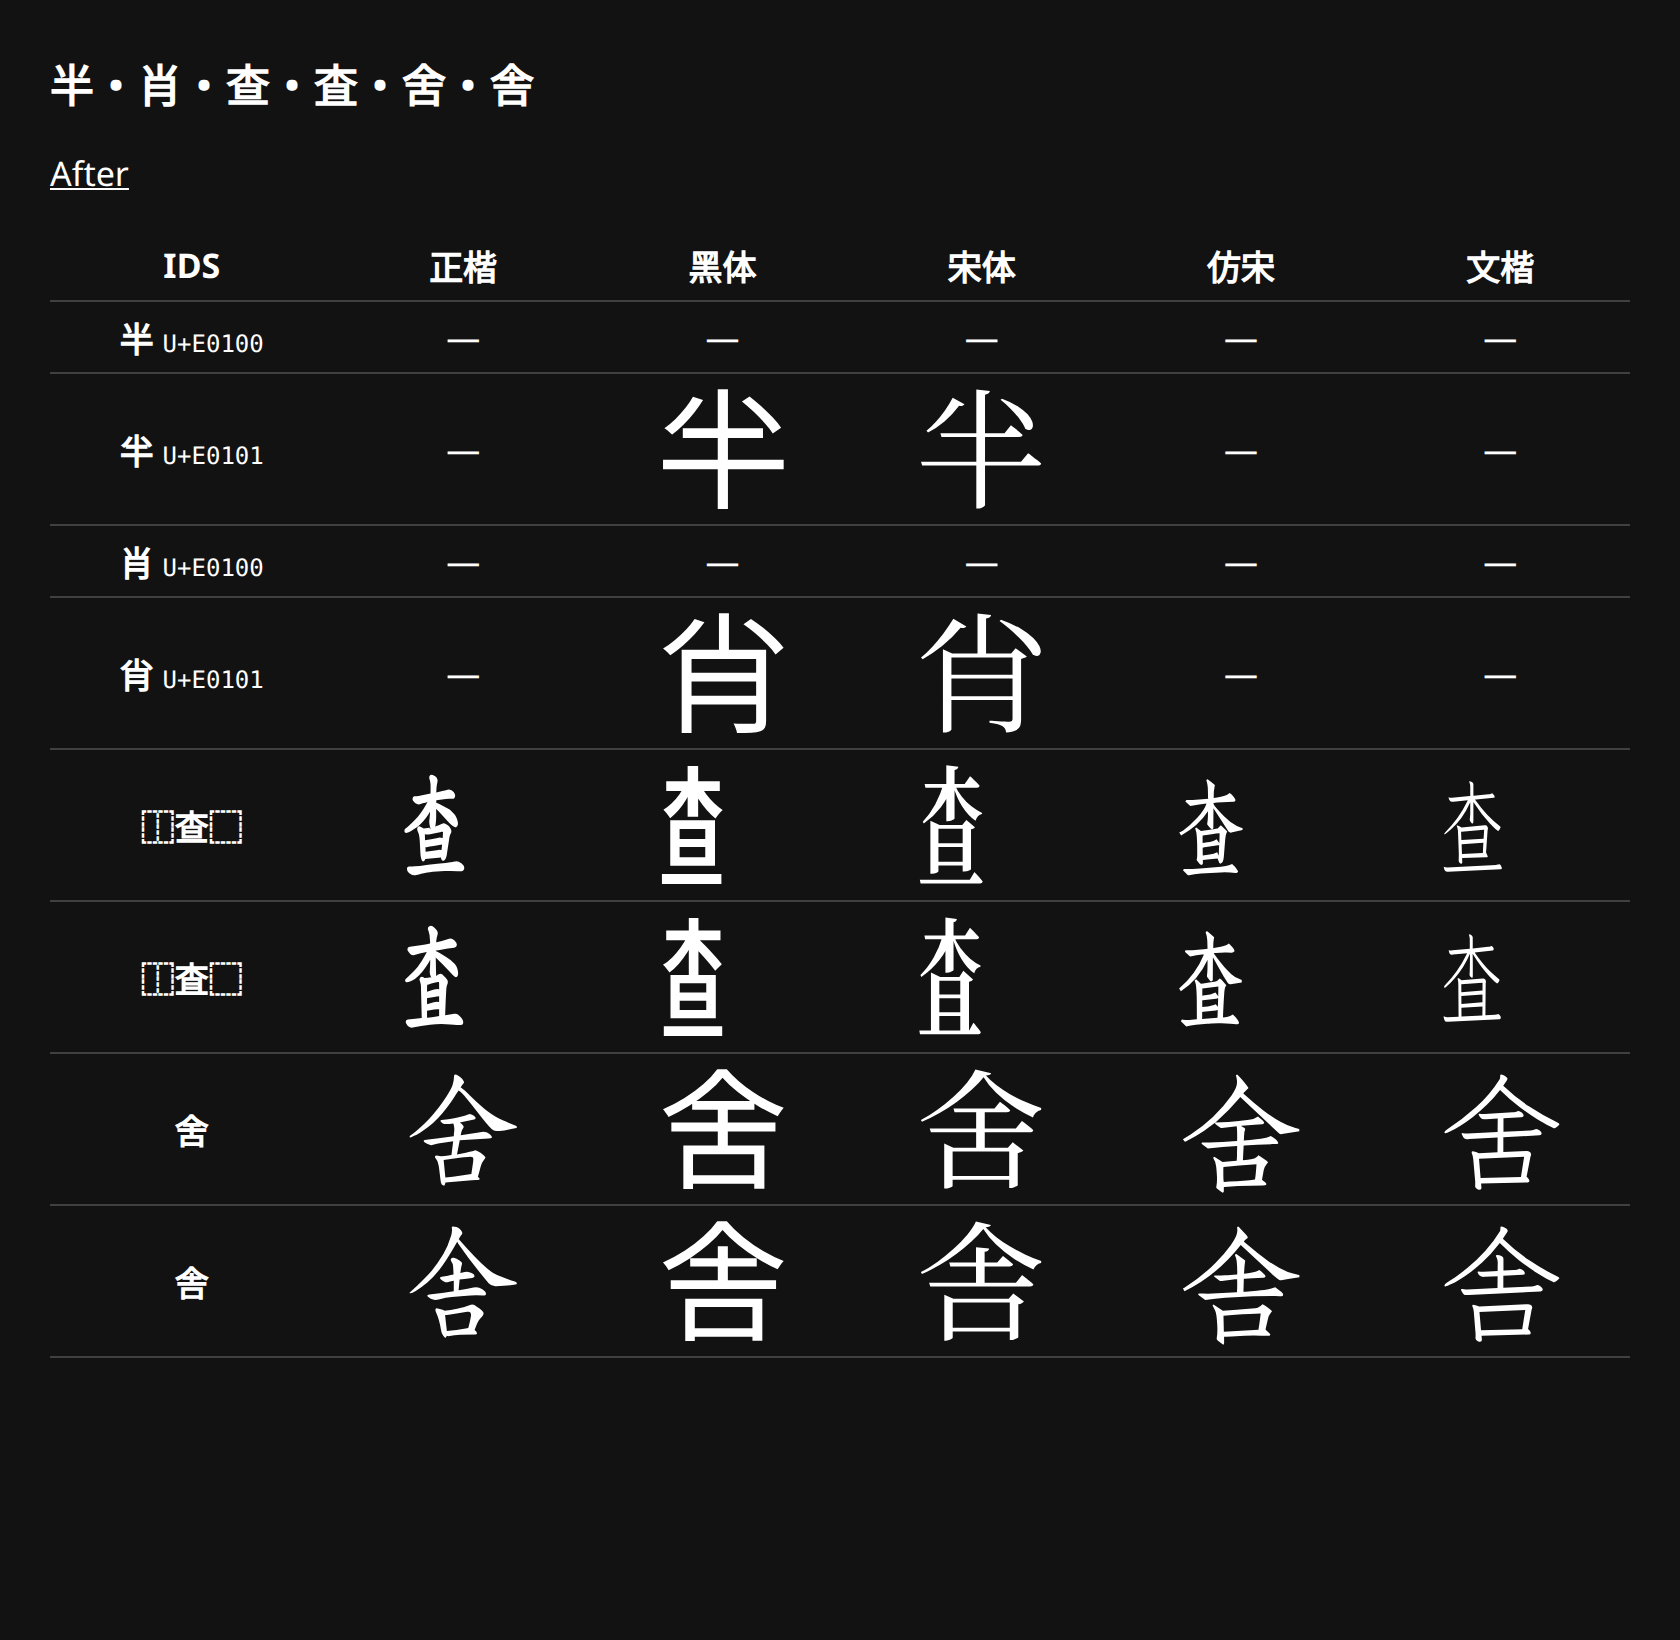 半・肖・查・査・舍・舎
After
IDS 正楷 黑体 宋体 仿宋 文楷
半 U+E0100 — — — — —
半 U+E0101 — 半 半 — —
肖 U+E0100 — — — — —
肖 U+E0101 — 肖 肖 — —
⿰查⬚ 查 查 查 查 查
⿰査⬚ 査 査 査 査 査
舍 舍 舍 舍 舍 舍
舎 舎 舎 舎 舎 舎